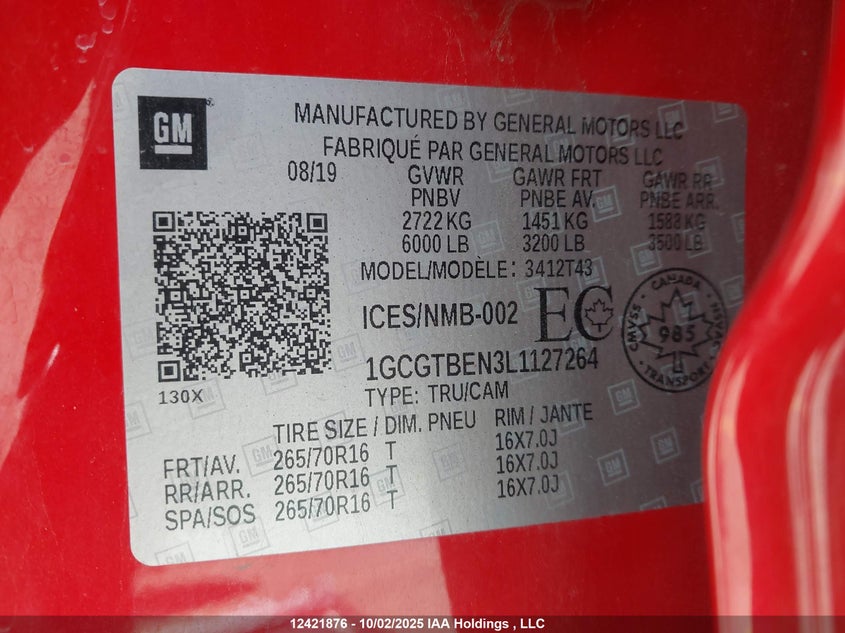 GM
MANUFACTURED BY GENERAL MOTORS LLC
FABRIQUÉ PAR GENERAL MOTORS LLC
08/19 GVWR GAWR FRT GAWR RR
PNBV PNBE AV. PNBE ARR.
2722 KG 1451 KG 1588 KG
6000 LB 3200 LB 3500 LB
MODEL/MODÈLE: 3412T43
ICES/NMB-002 EC
CANADA
CMVSS
NSVAC
985
TRANSPORT
1GCGTBEN3L1127264
130X
TYPE: TRU/CAM
TIRE SIZE / DIM. PNEU RIM / JANTE
FRT/AV. 265/70R16 T 16X7.0J
RR/ARR. 265/70R16 T 16X7.0J
SPA/SOS 265/70R16 T 16X7.0J
12421876 - 10/02/2025 IAA Holdings , LLC